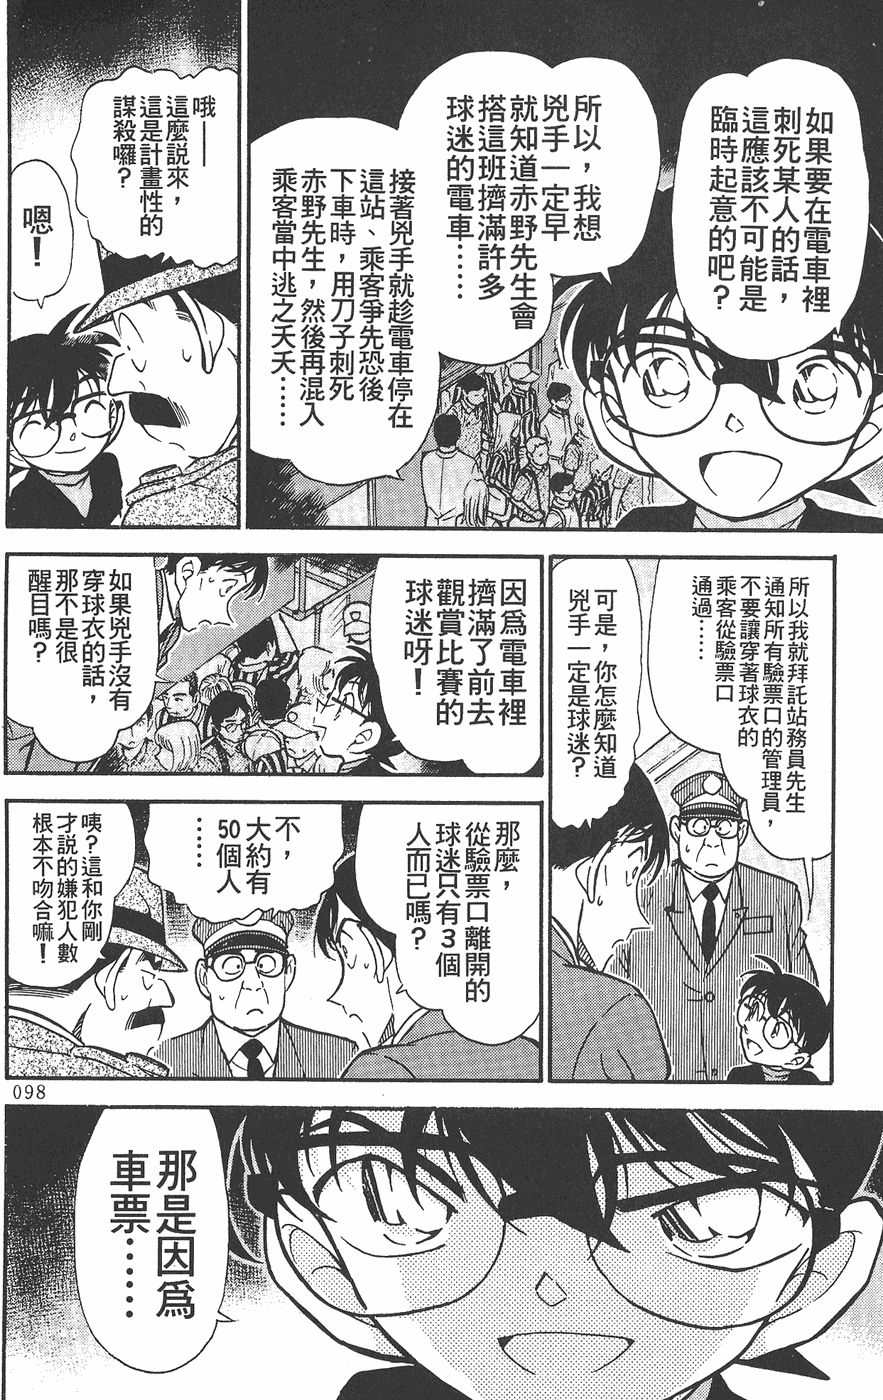 如果要在電車裡
刺死某人的話，
這應該不可能是
臨時起意的吧？
所以，我想
兇手一定早
就知道赤野先生會
搭這班擠滿許多
球迷的電車……
接著兇手就趁電車停在
這站、乘客爭先恐後
下車時，用刀子刺死
赤野先生，然後再混入
乘客當中逃之夭夭……
哦——
這麼說來，
這是計畫性的
謀殺囉？
嗯！
所以我就拜託站務員先生
通知所有驗票口的管理員，
不要讓穿著球衣的
乘客從驗票口
通過……
可是，你怎麼知道
兇手一定是球迷？
因為電車裡
擠滿了前去
觀賞比賽的
球迷呀！
如果兇手沒有
穿球衣的話，
那不是很
醒目嗎？
那麼，
從驗票口離開的
球迷只有3個
人而已嗎？
不，
大約有
50個人
……
咦？這和你剛
才說的嫌犯人數
根本不吻合嘛！
098
那是因為
車票……